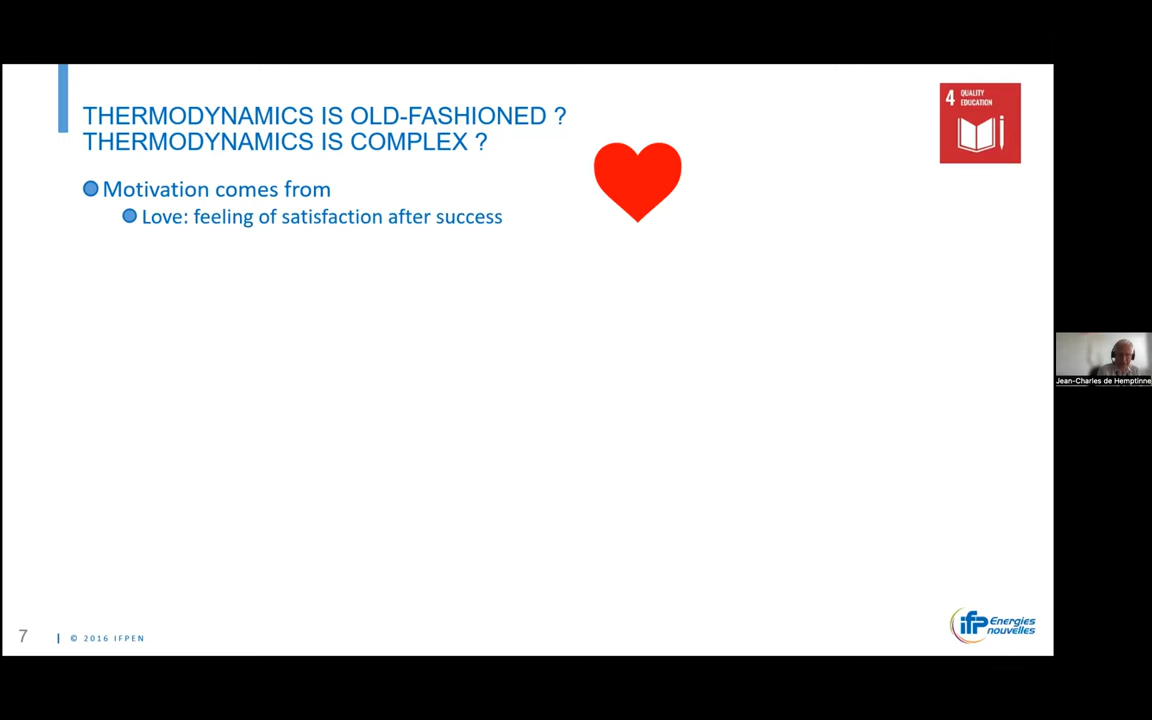 THERMODYNAMICS IS OLD-FASHIONED ?
THERMODYNAMICS IS COMPLEX ?
4 QUALITY
EDUCATION
Motivation comes from
Love: feeling of satisfaction after success
Jean-Charles de Hemptinne
7
© 2016 IFPEN
ifp Energies
nouvelles